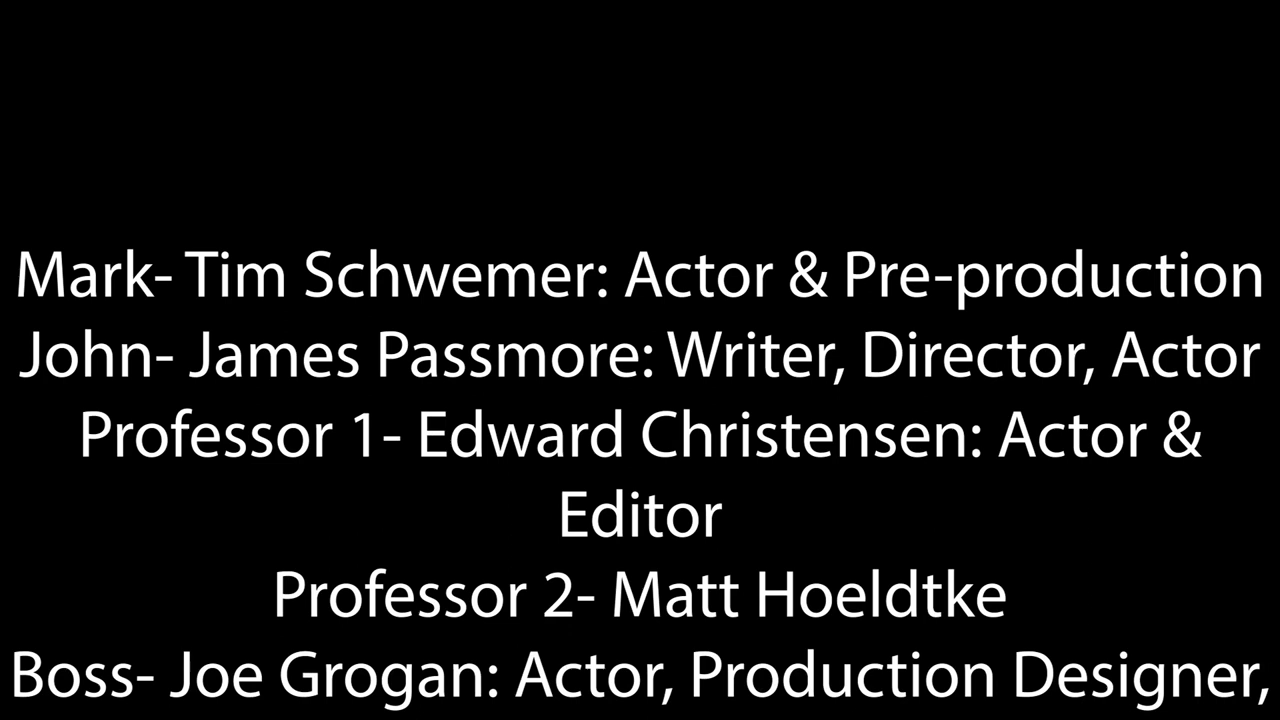 Mark- Tim Schwemer: Actor & Pre-production
John- James Passmore: Writer, Director, Actor
Professor 1- Edward Christensen: Actor &
Editor
Professor 2- Matt Hoeldtke
Boss- Joe Grogan: Actor, Production Designer,